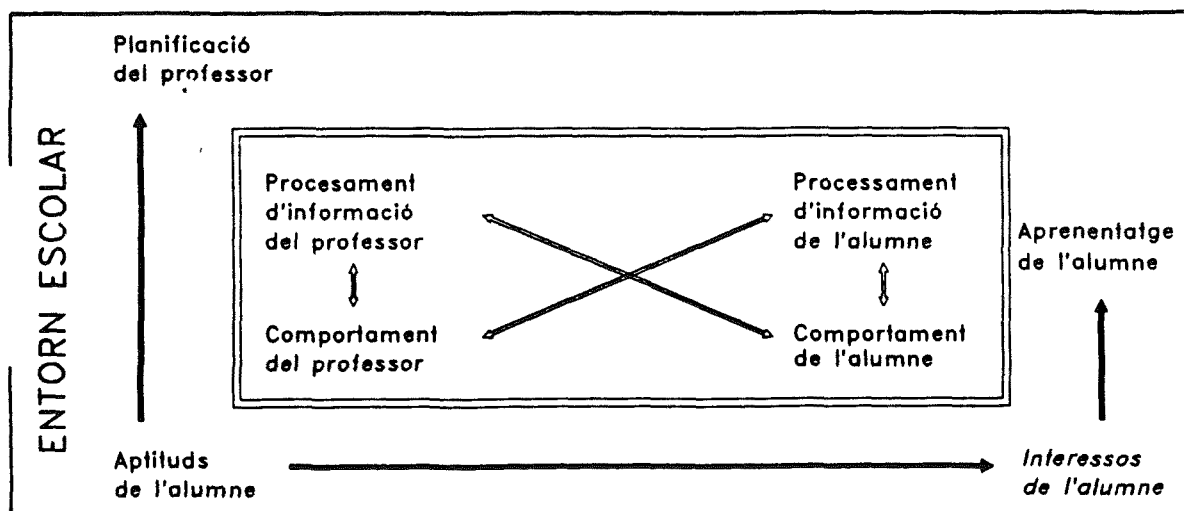 Planificació
del professor
ENTORN ESCOLAR
Procesament
d'informació
del professor
Processament
d'informació
de l'alumne
Aprenentatge
de l'alumne
Comportament
del professor
Comportament
de l'alumne
Aptituds
de l'alumne
Interessos
de l'alumne